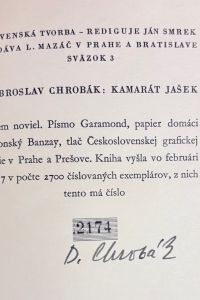 VENSKÁ TVORBA – REDIGUJE JÁN SMREK
DÁVA L. MAZÁČ V PRAHE A BRATISLAVE
SVÄZOK 3
BROSLAV CHROBÁK: KAMARÁT JAŠEK
em noviel. Písmo Garamond, papier domáci
onský Banzay, tlač Československej grafickej
ie v Prahe a Prešove. Kniha vyšla vo februári
7 v počte 2700 číslovaných exemplárov, z nich
tento má číslo
2174
D. Chrobák